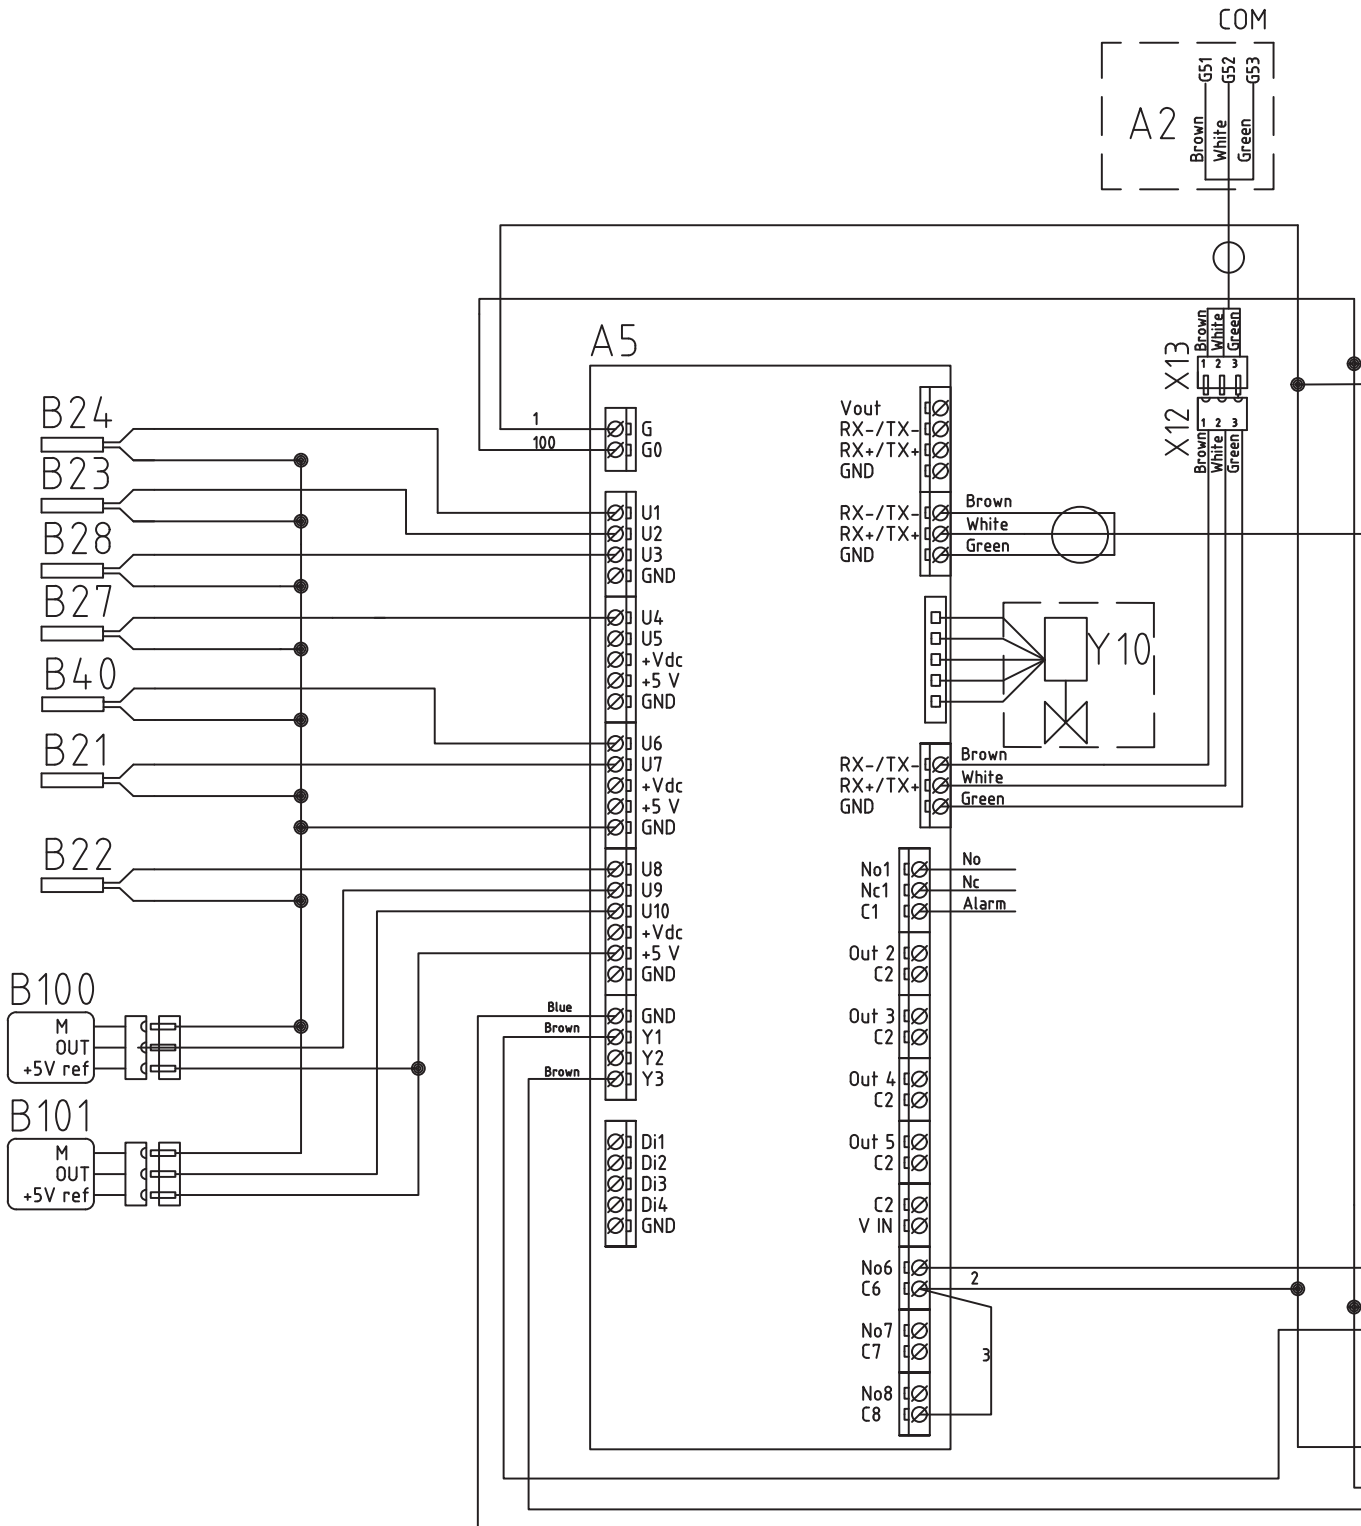 COM
A2
G51
G52
G53
Brown
White
Green
Brown
White
Green
X13
1 2 3
X12
1 2 3
Brown
White
Green
A5
B24
B23
B28
B27
B40
B21
B22
B100
M
OUT
+5V ref
B101
M
OUT
+5V ref
1
100
G
G0
U1
U2
U3
GND
U4
U5
+Vdc
+5 V
GND
U6
U7
+Vdc
+5 V
GND
U8
U9
U10
+Vdc
+5 V
GND
Blue
GND
Brown
Y1
Y2
Brown
Y3
Di1
Di2
Di3
Di4
GND
Vout
RX-/TX-
RX+/TX+
GND
RX-/TX-
Brown
RX+/TX+
White
GND
Green
Y10
RX-/TX-
Brown
RX+/TX+
White
GND
Green
No1
No
Nc1
Nc
C1
Alarm
Out 2
C2
Out 3
C2
Out 4
C2
Out 5
C2
C2
V IN
No6
C6
2
No7
C7
3
No8
C8